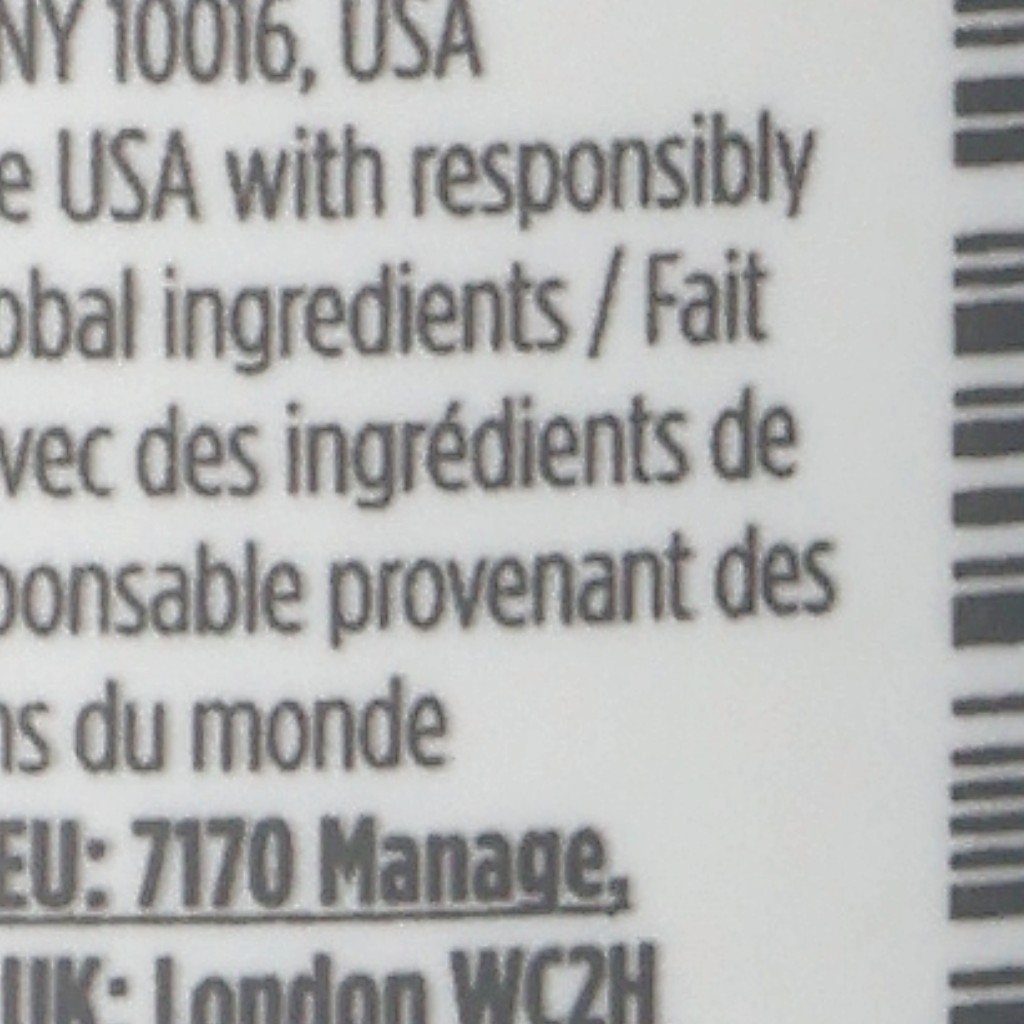 NY 10016, USA
e USA with responsibly
obal ingredients / Fait
vec des ingrédients de
ponsable provenant des
ns du monde
EU: 7170 Manage,
UK: London WC2H